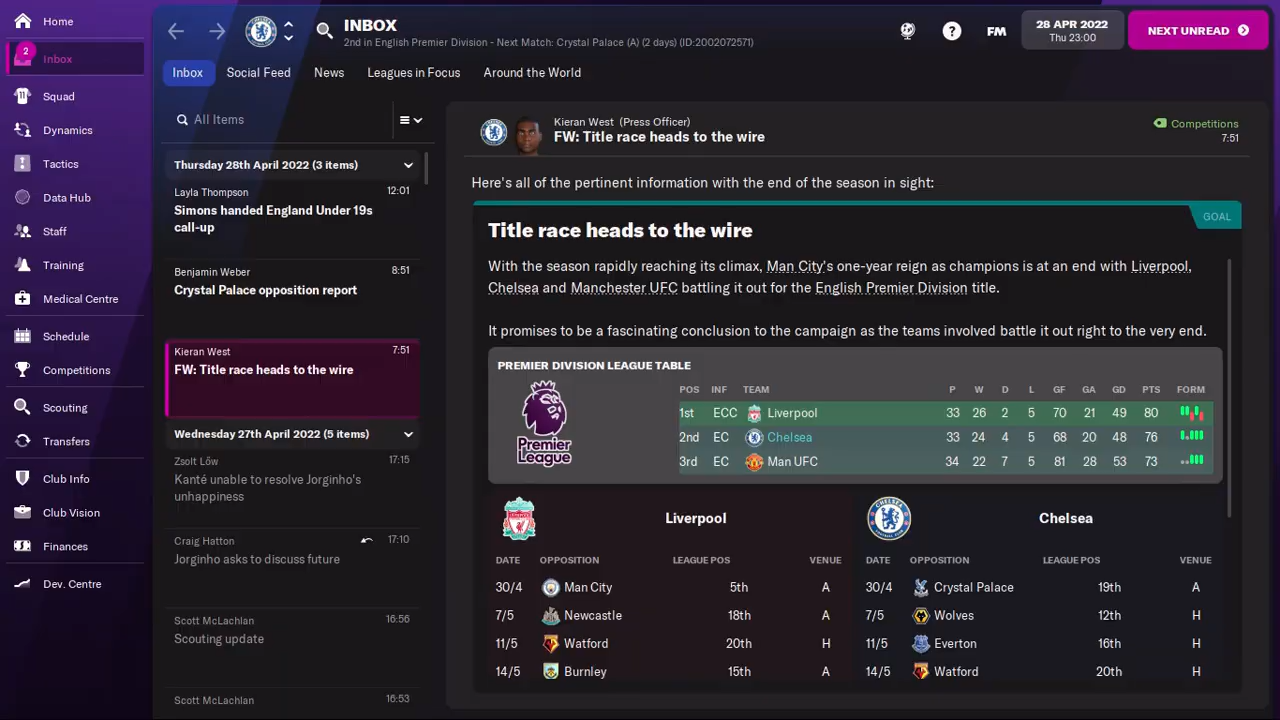 Home
2
Inbox
11
Squad
Dynamics
Tactics
Data Hub
Staff
Training
Medical Centre
Schedule
Competitions
Scouting
Transfers
Club Info
Club Vision
Finances
Dev. Centre
INBOX
2nd in English Premier Division - Next Match: Crystal Palace (A) (2 days) (ID:2002072571)
?
FM
28 APR 2022
Thu 23:00
NEXT UNREAD
Inbox Social Feed News Leagues in Focus Around the World
All Items
Thursday 28th April 2022 (3 items)
Layla Thompson 12:01
Simons handed England Under 19s
call-up
Benjamin Weber 8:51
Crystal Palace opposition report
Kieran West 7:51
FW: Title race heads to the wire
Wednesday 27th April 2022 (5 items)
Zsolt Lőw 17:15
Kanté unable to resolve Jorginho's
unhappiness
Craig Hatton 17:10
Jorginho asks to discuss future
Scott McLachlan 16:56
Scouting update
Scott McLachlan 16:53
Kieran West (Press Officer)
FW: Title race heads to the wire
Competitions
7:51
Here's all of the pertinent information with the end of the season in sight:
GOAL
Title race heads to the wire
With the season rapidly reaching its climax, Man City's one-year reign as champions is at an end with Liverpool,
Chelsea and Manchester UFC battling it out for the English Premier Division title.
It promises to be a fascinating conclusion to the campaign as the teams involved battle it out right to the very end.
PREMIER DIVISION LEAGUE TABLE
Premier
League
POS INF TEAM P W D L GF GA GD PTS FORM
1st ECC Liverpool 33 26 2 5 70 21 49 80
2nd EC Chelsea 33 24 4 5 68 20 48 76
3rd EC Man UFC 34 22 7 5 81 28 53 73
Liverpool
DATE OPPOSITION LEAGUE POS VENUE
30/4 Man City 5th A
7/5 Newcastle 18th A
11/5 Watford 20th H
14/5 Burnley 15th A
Chelsea
DATE OPPOSITION LEAGUE POS VENUE
30/4 Crystal Palace 19th A
7/5 Wolves 12th H
11/5 Everton 16th H
14/5 Watford 20th H